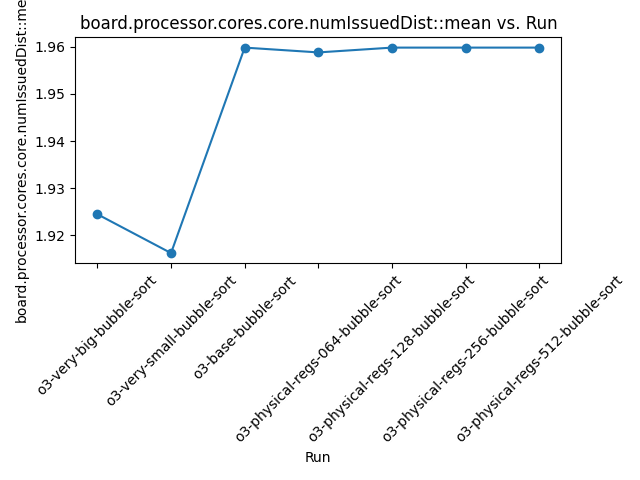 board.processor.cores.core.numIssuedDist::mean vs. Run
board.processor.cores.core.numIssuedDist::me
1.96
1.95
1.94
1.93
1.92
o3-very-big-bubble-sort
o3-very-small-bubble-sort
o3-base-bubble-sort
o3-physical-regs-064-bubble-sort
o3-physical-regs-128-bubble-sort
o3-physical-regs-256-bubble-sort
o3-physical-regs-512-bubble-sort
Run